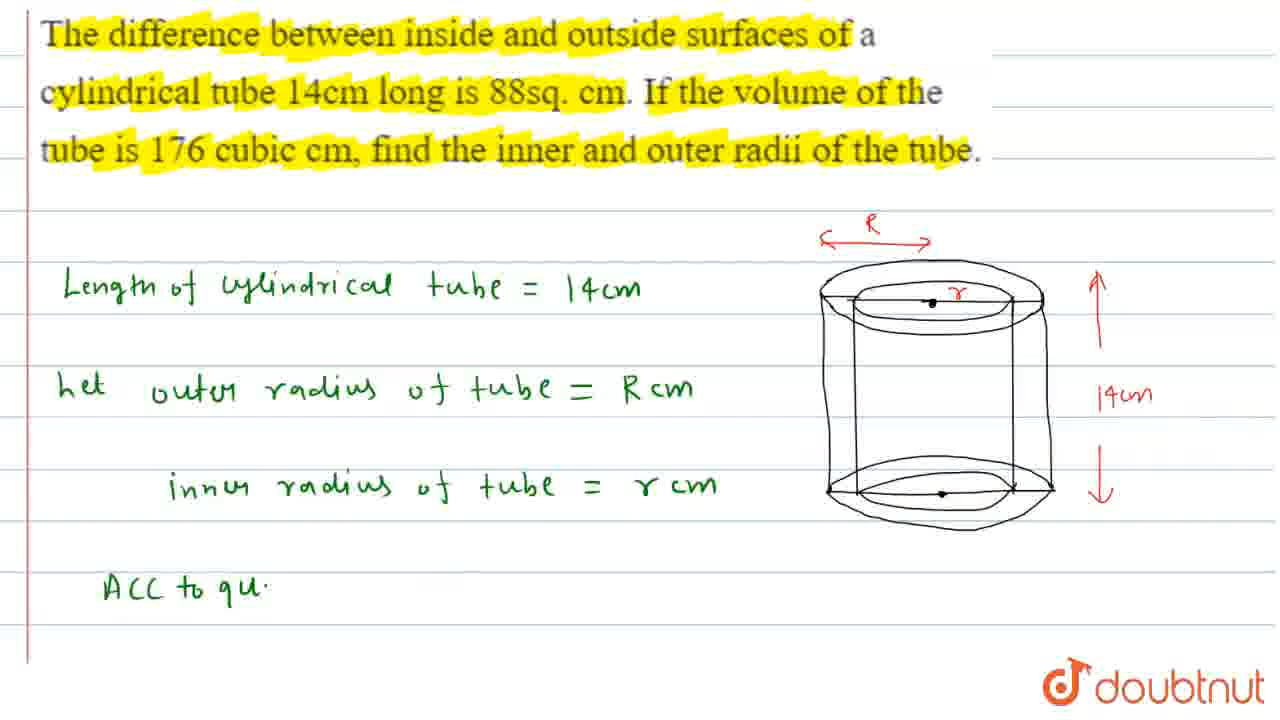 The difference between inside and outside surfaces of a
cylindrical tube 14cm long is 88sq. cm. If the volume of the
tube is 176 cubic cm, find the inner and outer radii of the tube.
R
Length of cylindrical tube = 14cm
r
Let outer radius of tube = R cm
14cm
inner radius of tube = r cm
ACC to qu.
doubtnut